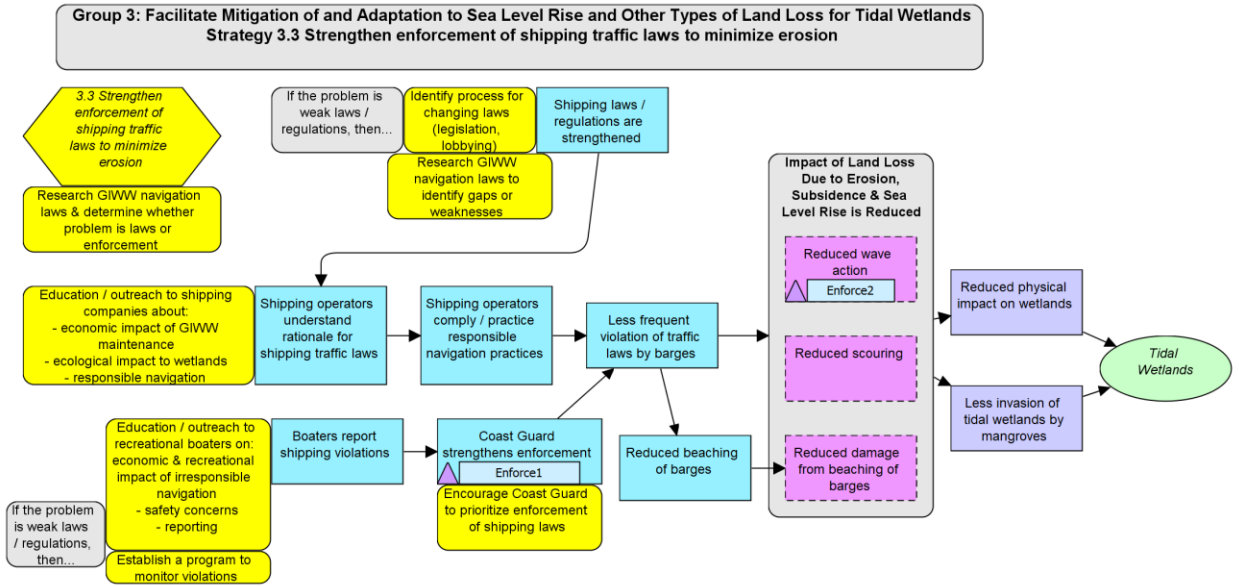 Group 3: Facilitate Mitigation of and Adaptation to Sea Level Rise and Other Types of Land Loss for Tidal Wetlands
Strategy 3.3 Strengthen enforcement of shipping traffic laws to minimize erosion
3.3 Strengthen
enforcement of
shipping traffic
laws to minimize
erosion
Research GIWW navigation
laws & determine whether
problem is laws or
enforcement
If the problem is
weak laws /
regulations, then...
Identify process for
changing laws
(legislation,
lobbying)
Research GIWW
navigation laws to
identify gaps or
weaknesses
Shipping laws /
regulations are
strengthened
Education / outreach to shipping
companies about:
- economic impact of GIWW
maintenance
- ecological impact to wetlands
- responsible navigation
Shipping operators
understand
rationale for
shipping traffic laws
Shipping operators
comply / practice
responsible
navigation practices
Less frequent
violation of traffic
laws by barges
If the problem
is weak laws
/ regulations,
then...
Education / outreach to
recreational boaters on:
economic & recreational
impact of irresponsible
navigation
- safety concerns
- reporting
Establish a program to
monitor violations
Boaters report
shipping violations
Coast Guard
strengthens enforcement
Enforce1
Encourage Coast Guard
to prioritize enforcement
of shipping laws
Reduced beaching
of barges
Impact of Land Loss
Due to Erosion,
Subsidence & Sea
Level Rise is Reduced
Reduced wave
action
Enforce2
Reduced scouring
Reduced damage
from beaching of
barges
Reduced physical
impact on wetlands
Less invasion of
tidal wetlands by
mangroves
Tidal
Wetlands